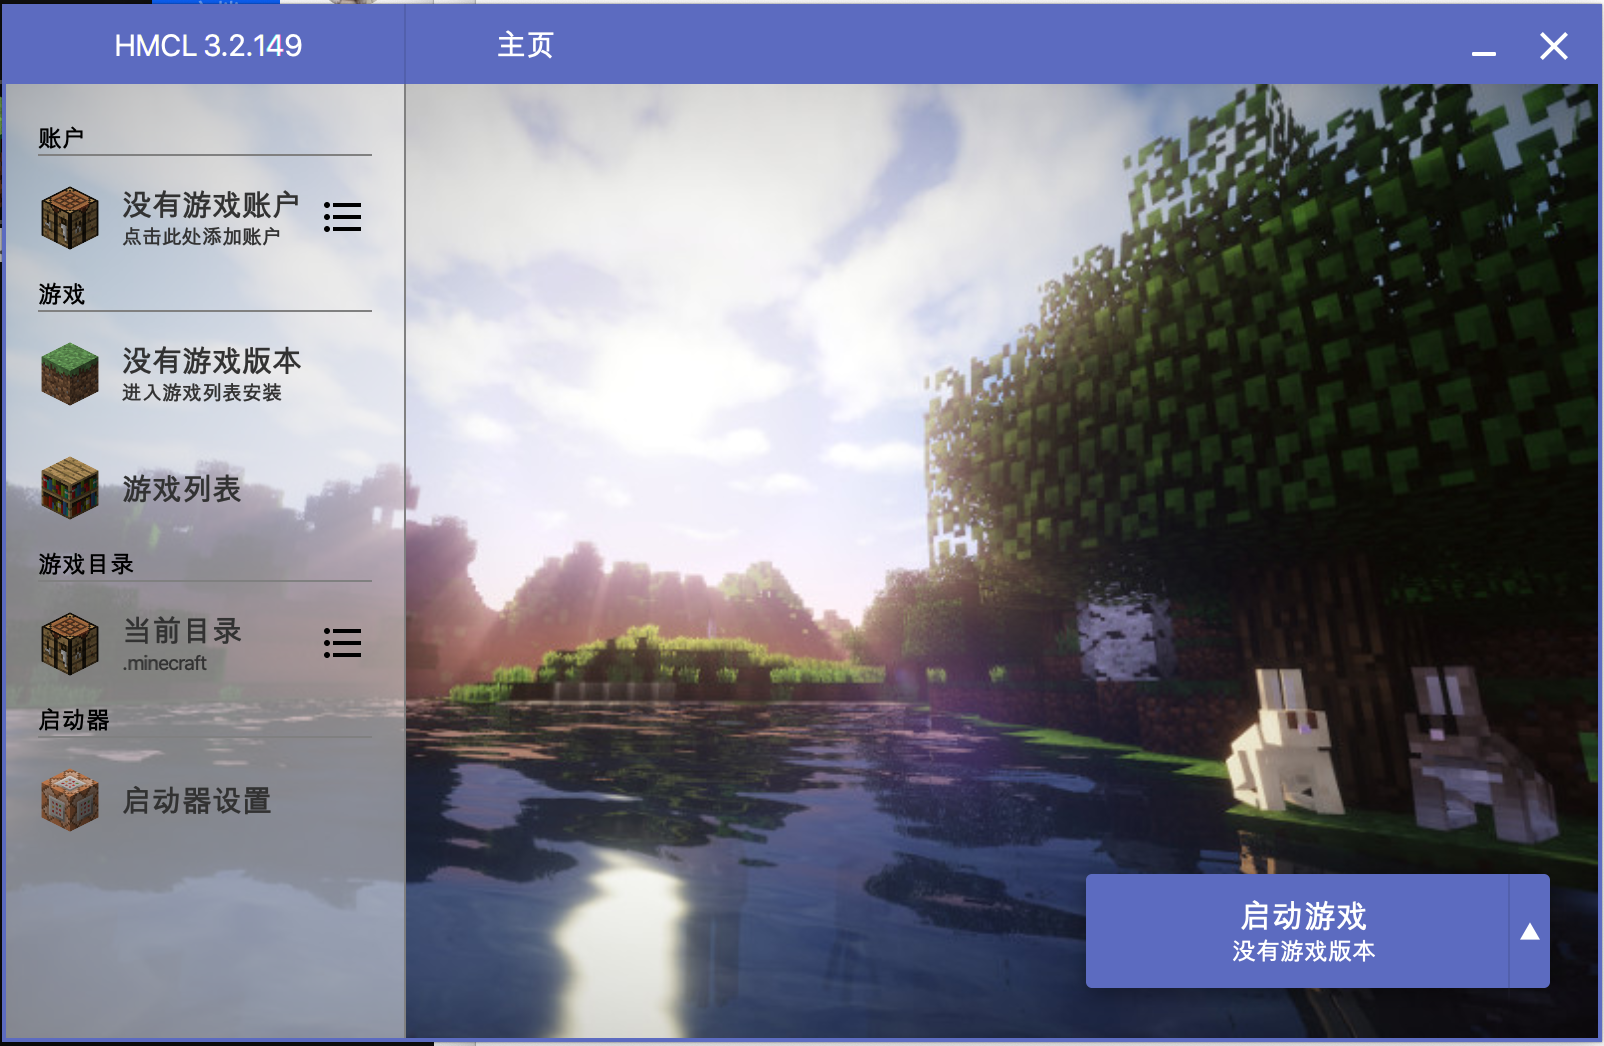 HMCL 3.2.149
主页
账户
没有游戏账户
点击此处添加账户
游戏
没有游戏版本
进入游戏列表安装
游戏列表
游戏目录
当前目录
.minecraft
启动器
启动器设置
启动游戏
没有游戏版本